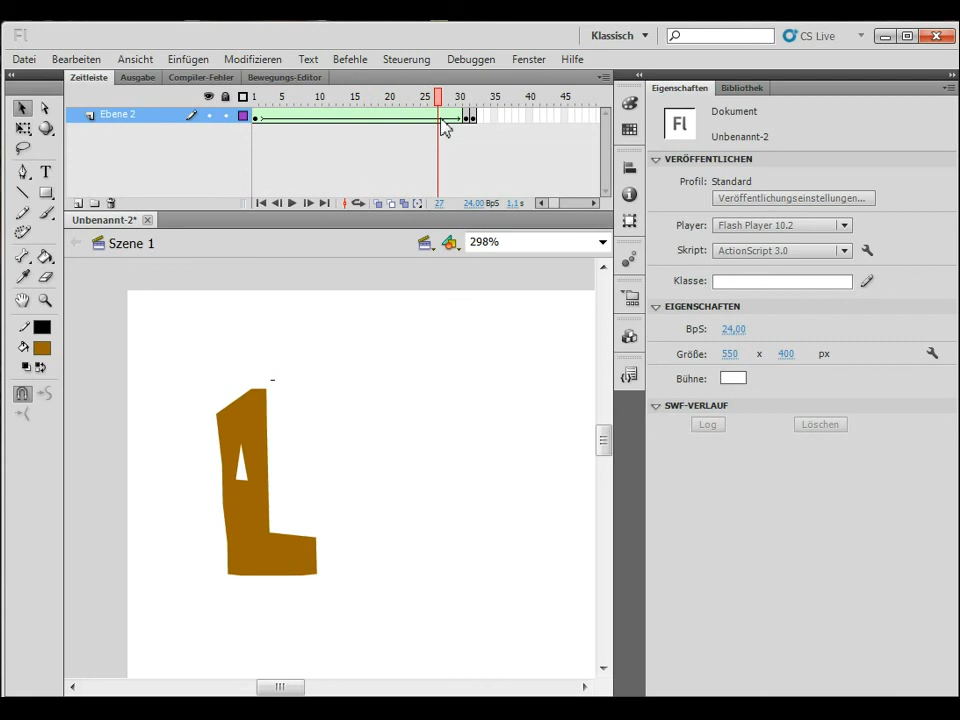 Fl
Klassisch
CS Live
Datei Bearbeiten Ansicht Einfügen Modifizieren Text Befehle Steuerung Debuggen Fenster Hilfe
Zeitleiste Ausgabe Compiler-Fehler Bewegungs-Editor
1 5 10 15 20 25 30 35 40 45
Ebene 2
27 24,00 BpS 1,1 s
Unbenannt-2*
Szene 1
298%
T
Eigenschaften Bibliothek
Fl
Dokument
Unbenannt-2
VERÖFFENTLICHEN
Profil: Standard
Veröffentlichungseinstellungen...
Player: Flash Player 10.2
Skript: ActionScript 3.0
Klasse:
EIGENSCHAFTEN
BpS: 24,00
Größe: 550 x 400 px
Bühne:
SWF-VERLAUF
Log Löschen